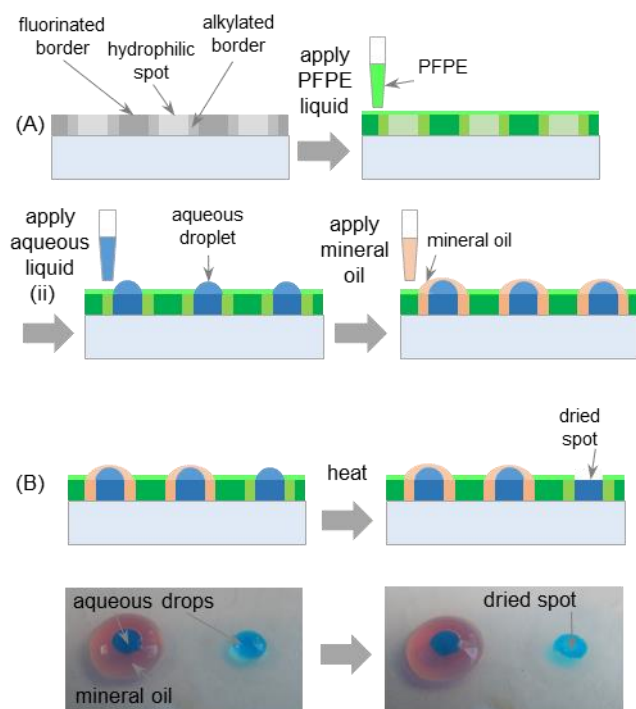 fluorinated
border
hydrophilic
spot
alkylated
border
apply
PFPE
liquid
PFPE
(A)
apply
aqueous
liquid
(ii)
aqueous
droplet
apply
mineral
oil
mineral oil
dried
spot
(B)
heat
aqueous drops
mineral oil
dried spot